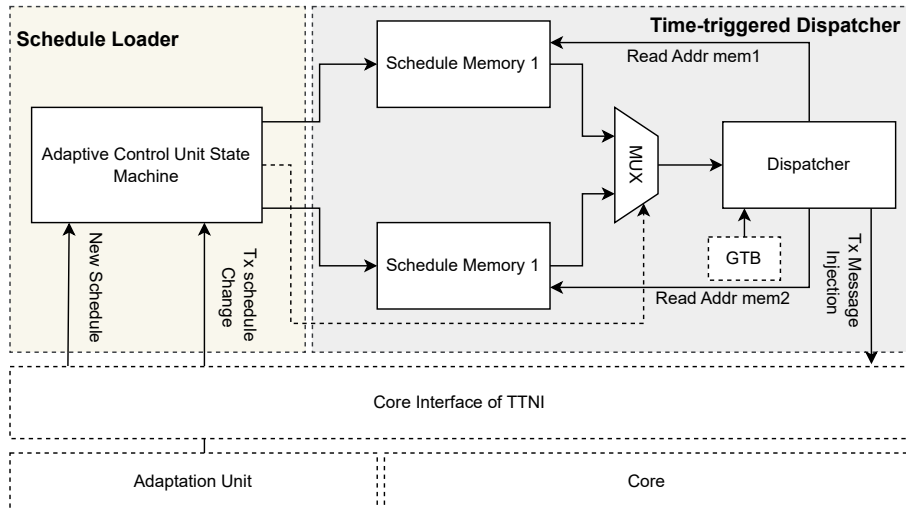 Schedule Loader
Time-triggered Dispatcher
Schedule Memory 1
Read Addr mem1
Adaptive Control Unit State
Machine
MUX
Dispatcher
Schedule Memory 1
GTB
Read Addr mem2
New Schedule
Tx schedule
Change
Tx Message
Injection
Core Interface of TTNI
Adaptation Unit
Core